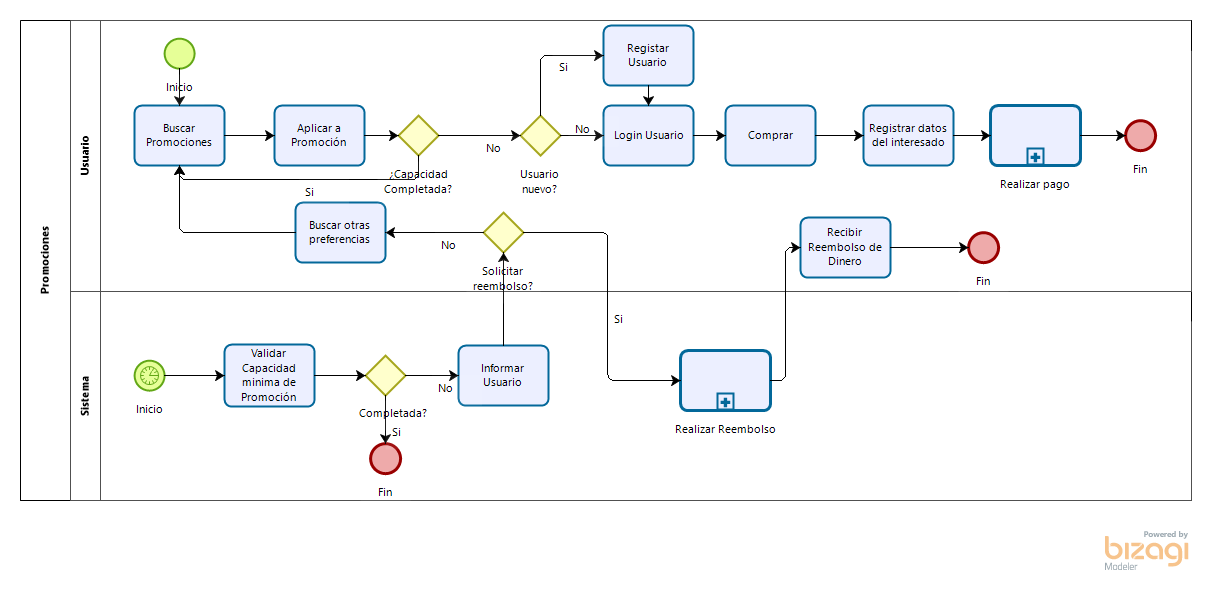 Promociones
Usuario
Inicio
Buscar
Promociones
Aplicar a
Promoción
¿Capacidad
Completada?
Si
No
Usuario
nuevo?
Si
No
Registar
Usuario
Login Usuario
Comprar
Registrar datos
del interesado
Realizar pago
Fin
Buscar otras
preferencias
No
Solicitar
reembolso?
Si
Recibir
Reembolso de
Dinero
Fin
Sistema
Inicio
Validar
Capacidad
minima de
Promoción
Completada?
No
Si
Fin
Informar
Usuario
Realizar Reembolso
Powered by
bizagi
Modeler